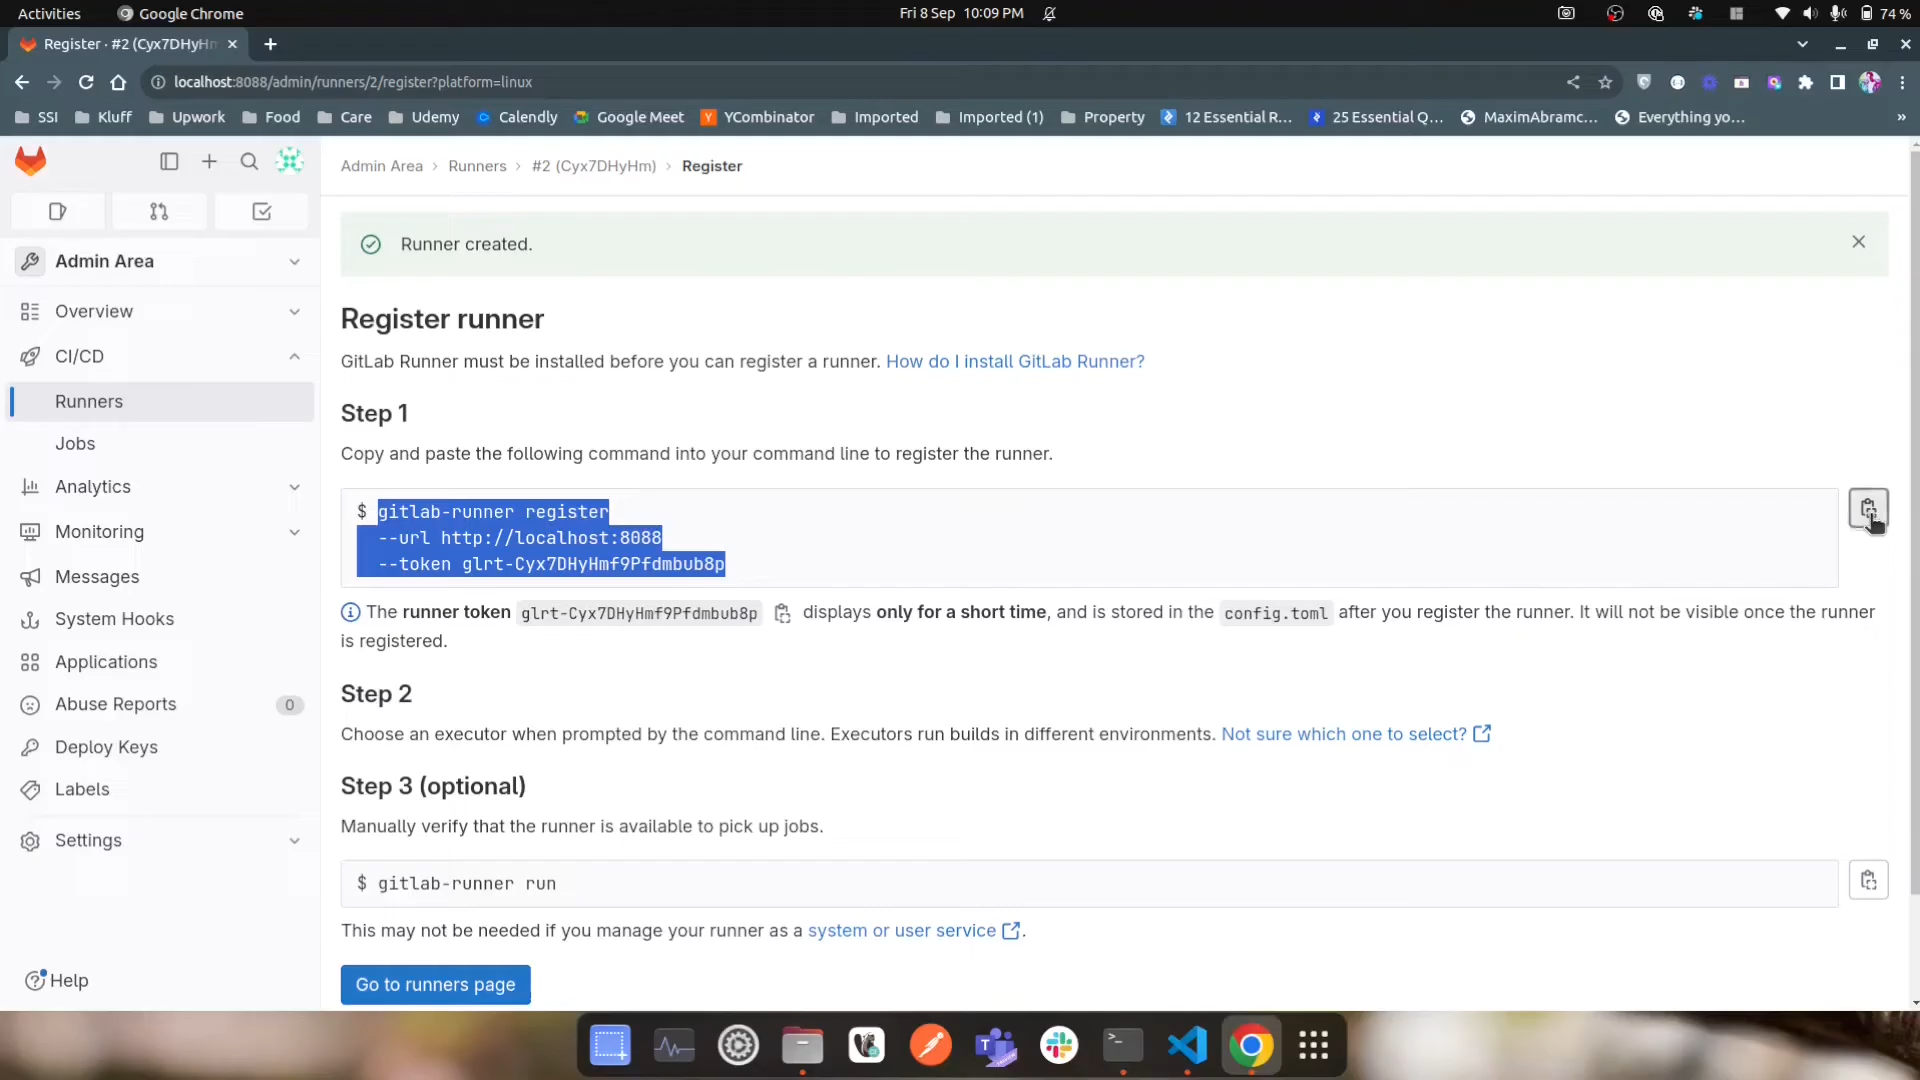 Activities
Google Chrome
Fri 8 Sep 10:09 PM
74 %
Register · #2 (Cyx7DHyHm
localhost:8088/admin/runners/2/register?platform=linux
SSI
Kluff
Upwork
Food
Care
Udemy
Calendly
Google Meet
YCombinator
Imported
Imported (1)
Property
12 Essential R...
25 Essential Q...
MaximAbramc...
Everything yo...
»
Admin Area
Overview
CI/CD
Runners
Jobs
Analytics
Monitoring
Messages
System Hooks
Applications
Abuse Reports 0
Deploy Keys
Labels
Settings
Help
Admin Area › Runners › #2 (Cyx7DHyHm) › Register
Runner created.
Register runner
GitLab Runner must be installed before you can register a runner. How do I install GitLab Runner?
Step 1
Copy and paste the following command into your command line to register the runner.
$ gitlab-runner register
--url http://localhost:8088
--token glrt-Cyx7DHyHmf9Pfdmbub8p
The runner token glrt-Cyx7DHyHmf9Pfdmbub8p displays only for a short time, and is stored in the config.toml after you register the runner. It will not be visible once the runner
is registered.
Step 2
Choose an executor when prompted by the command line. Executors run builds in different environments. Not sure which one to select?
Step 3 (optional)
Manually verify that the runner is available to pick up jobs.
$ gitlab-runner run
This may not be needed if you manage your runner as a system or user service.
Go to runners page